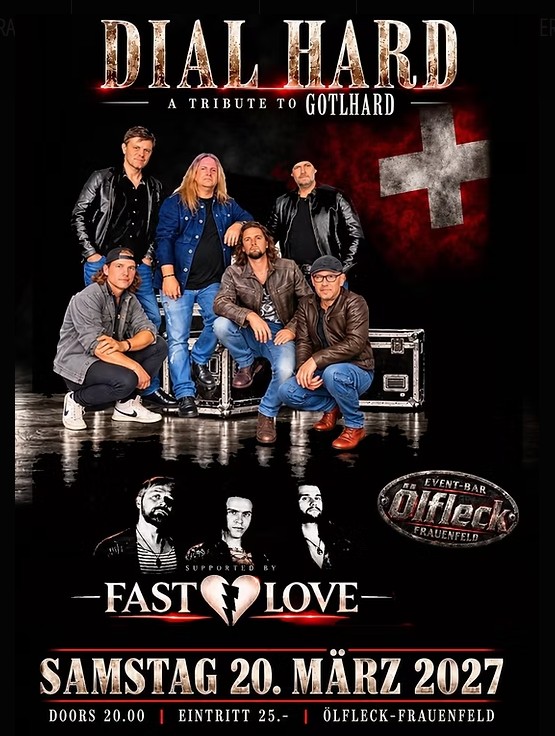 DIAL HARD
A TRIBUTE TO GOTLHARD
EVENT-BAR
Ölfleck
FRAUENFELD
SUPPORTED BY
FAST LOVE
SAMSTAG 20. MÄRZ 2027
DOORS 20.00 | EINTRITT 25.- | ÖLFLECK-FRAUENFELD